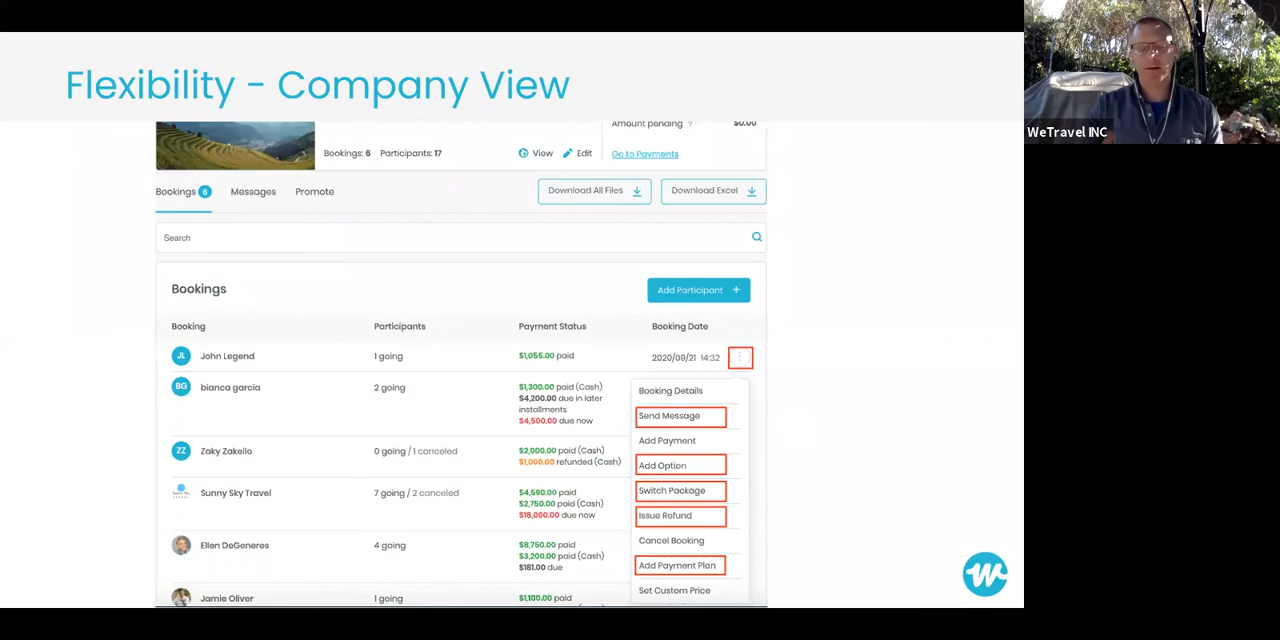 Flexibility - Company View
WeTravel INC
Amount pending ? $0.00
Bookings: 6 Participants: 17 View Edit Go to Payments
Bookings 6 Messages Promote Download All Files Download Excel
Search
Bookings Add Participant +
Booking Participants Payment Status Booking Date
JL John Legend 1 going $1,055.00 paid 2020/09/21 14:32
BG bianca garcia 2 going $1,300.00 paid (Cash)
$4,200.00 due in later
installments
$4,500.00 due now
ZZ Zaky Zakello 0 going / 1 canceled $2,000.00 paid (Cash)
$1,000.00 refunded (Cash)
Sunny Sky Travel 7 going / 2 canceled $4,590.00 paid
$2,750.00 paid (Cash)
$18,000.00 due now
Ellen DeGeneres 4 going $8,750.00 paid
$3,200.00 paid (Cash)
$161.00 due
Jamie Oliver 1 going $1,100.00 paid
Booking Details
Send Message
Add Payment
Add Option
Switch Package
Issue Refund
Cancel Booking
Add Payment Plan
Set Custom Price